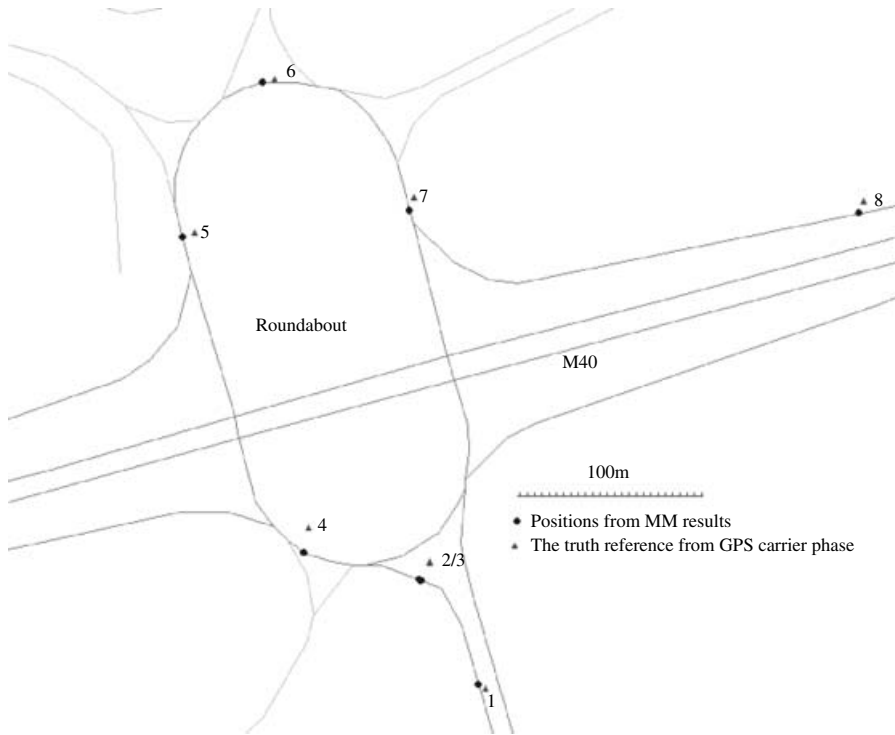 6
7
8
5
Roundabout
M40
100m
4
Positions from MM results
2/3
The truth reference from GPS carrier phase
1